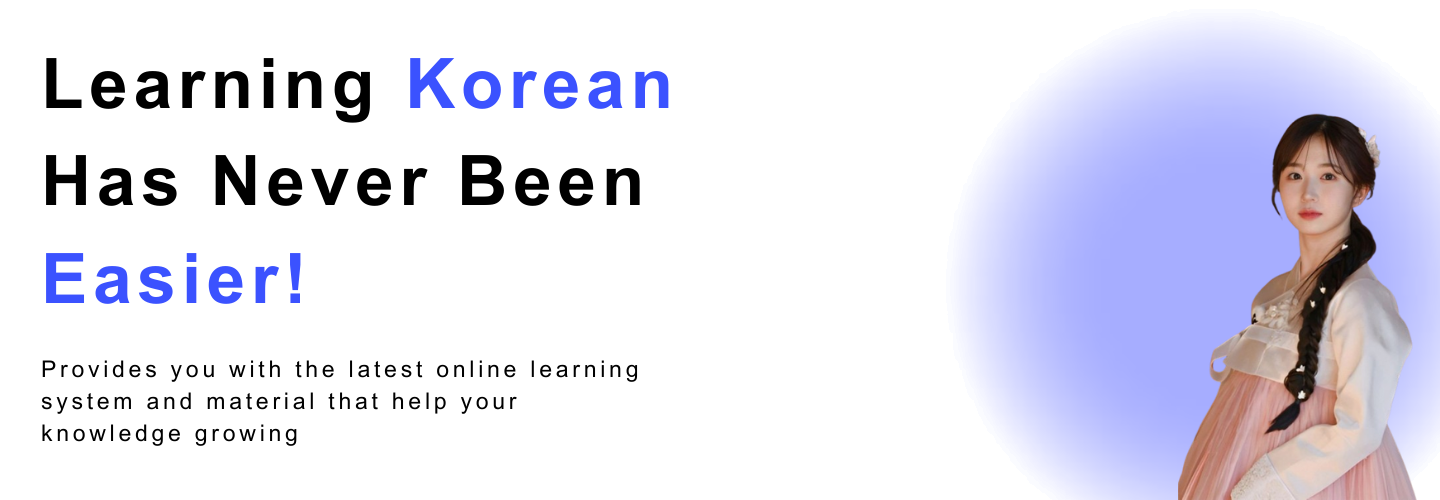 Learning Korean
Has Never Been
Easier!
Provides you with the latest online learning
system and material that help your
knowledge growing